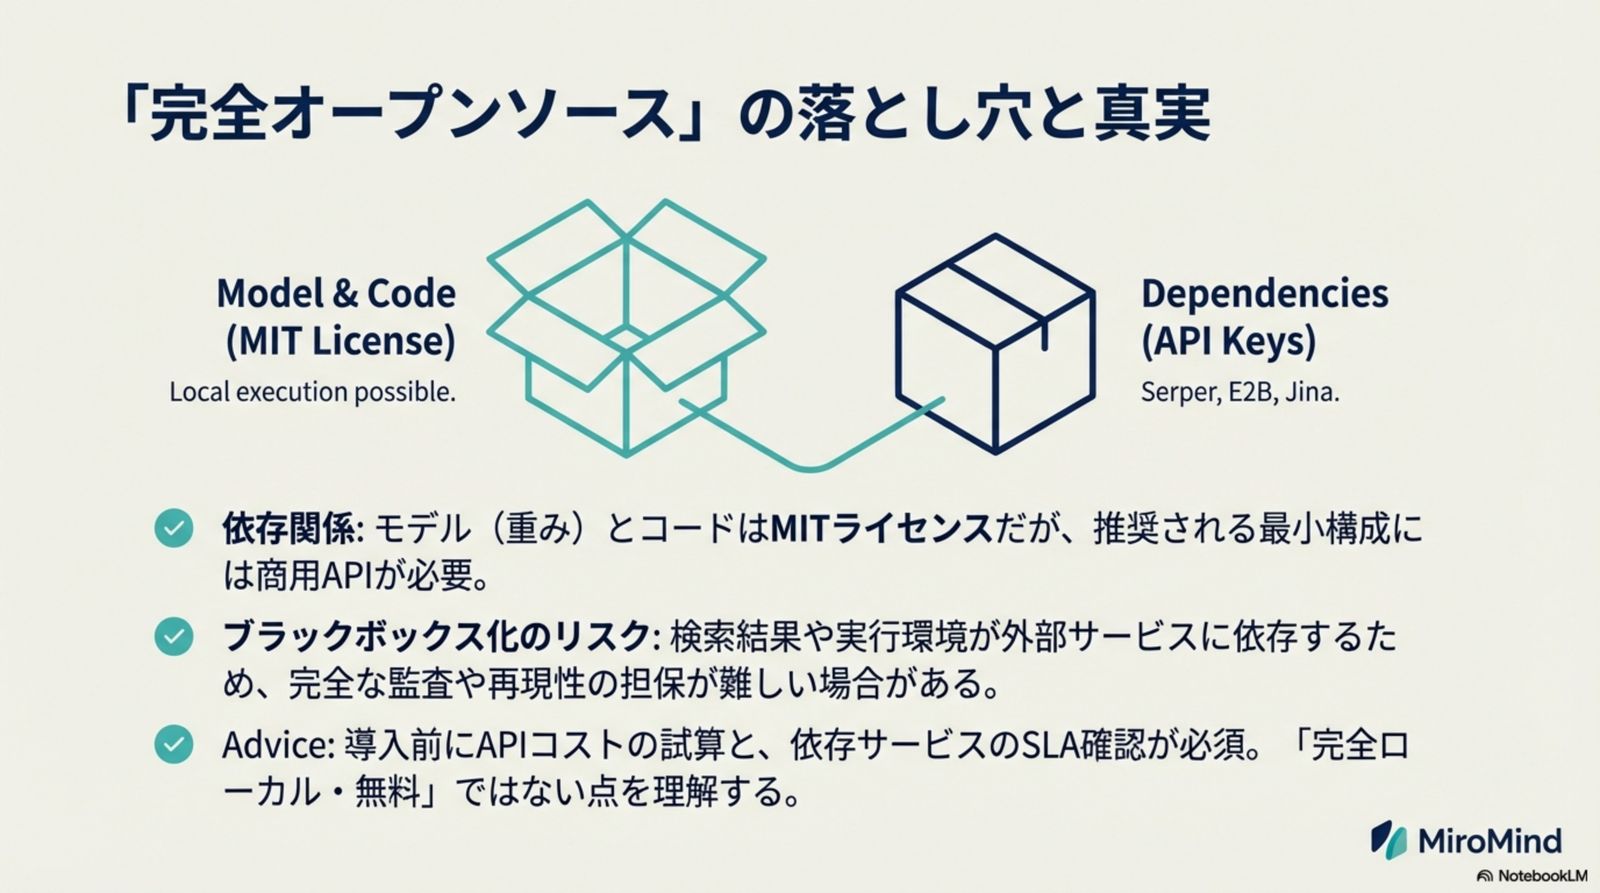 「完全オープンソース」の落とし穴と真実
Model & Code
(MIT License)
Local execution possible.
Dependencies
(API Keys)
Serper, E2B, Jina.
依存関係: モデル（重み）とコードはMITライセンスだが、推奨される最小構成に
は商用APIが必要。
ブラックボックス化のリスク: 検索結果や実行環境が外部サービスに依存するた
め、完全な監査や再現性の担保が難しい場合がある。
Advice: 導入前にAPIコストの試算と、依存サービスのSLA確認が必須。「完全ロ
ーカル・無料」ではない点を理解する。
MiroMind
NotebookLM